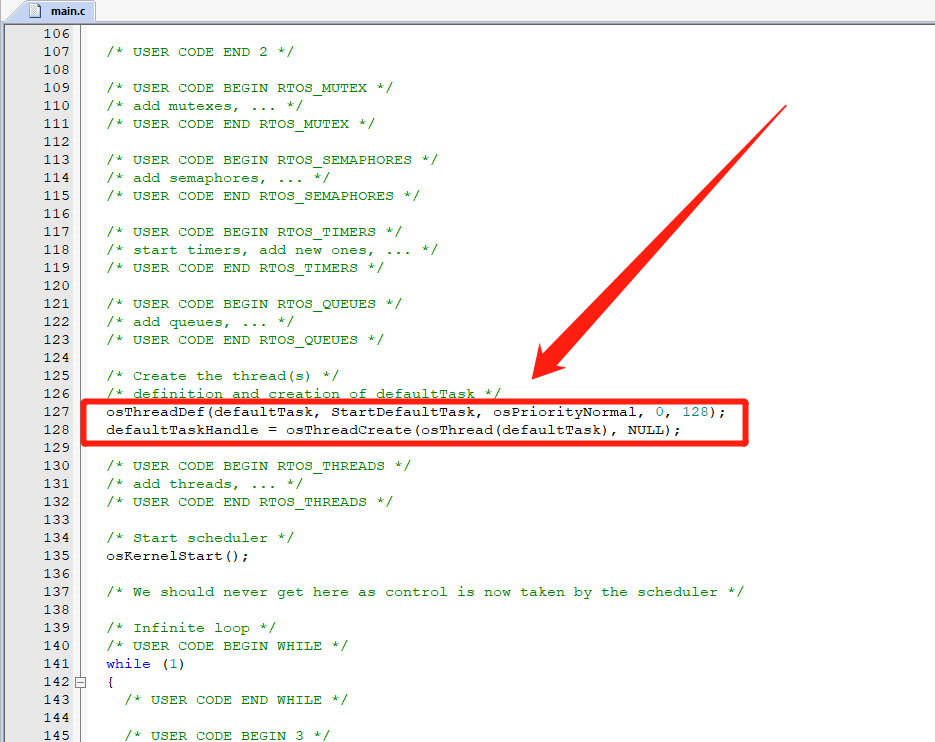 main.c
106
107 /* USER CODE END 2 */
108
109 /* USER CODE BEGIN RTOS_MUTEX */
110 /* add mutexes, ... */
111 /* USER CODE END RTOS_MUTEX */
112
113 /* USER CODE BEGIN RTOS_SEMAPHORES */
114 /* add semaphores, ... */
115 /* USER CODE END RTOS_SEMAPHORES */
116
117 /* USER CODE BEGIN RTOS_TIMERS */
118 /* start timers, add new ones, ... */
119 /* USER CODE END RTOS_TIMERS */
120
121 /* USER CODE BEGIN RTOS_QUEUES */
122 /* add queues, ... */
123 /* USER CODE END RTOS_QUEUES */
124
125 /* Create the thread(s) */
126 /* definition and creation of defaultTask */
127 osThreadDef(defaultTask, StartDefaultTask, osPriorityNormal, 0, 128);
128 defaultTaskHandle = osThreadCreate(osThread(defaultTask), NULL);
129
130 /* USER CODE BEGIN RTOS_THREADS */
131 /* add threads, ... */
132 /* USER CODE END RTOS_THREADS */
133
134 /* Start scheduler */
135 osKernelStart();
136
137 /* We should never get here as control is now taken by the scheduler */
138
139 /* Infinite loop */
140 /* USER CODE BEGIN WHILE */
141 while (1)
142 {
143 /* USER CODE END WHILE */
144
145 /* USER CODE BEGIN 3 */